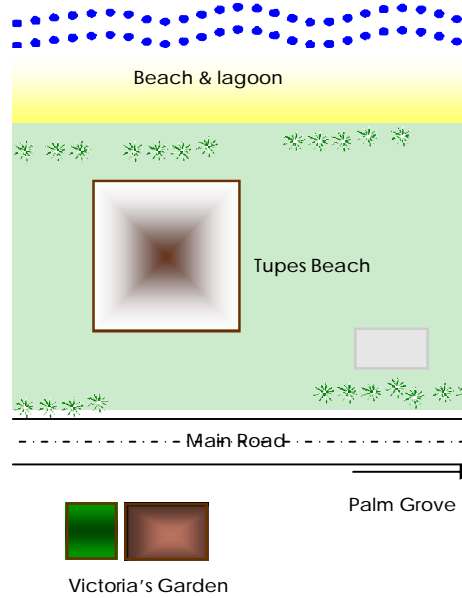 Beach & lagoon
Tupes Beach
Main Road
Palm Grove
Victoria's Garden